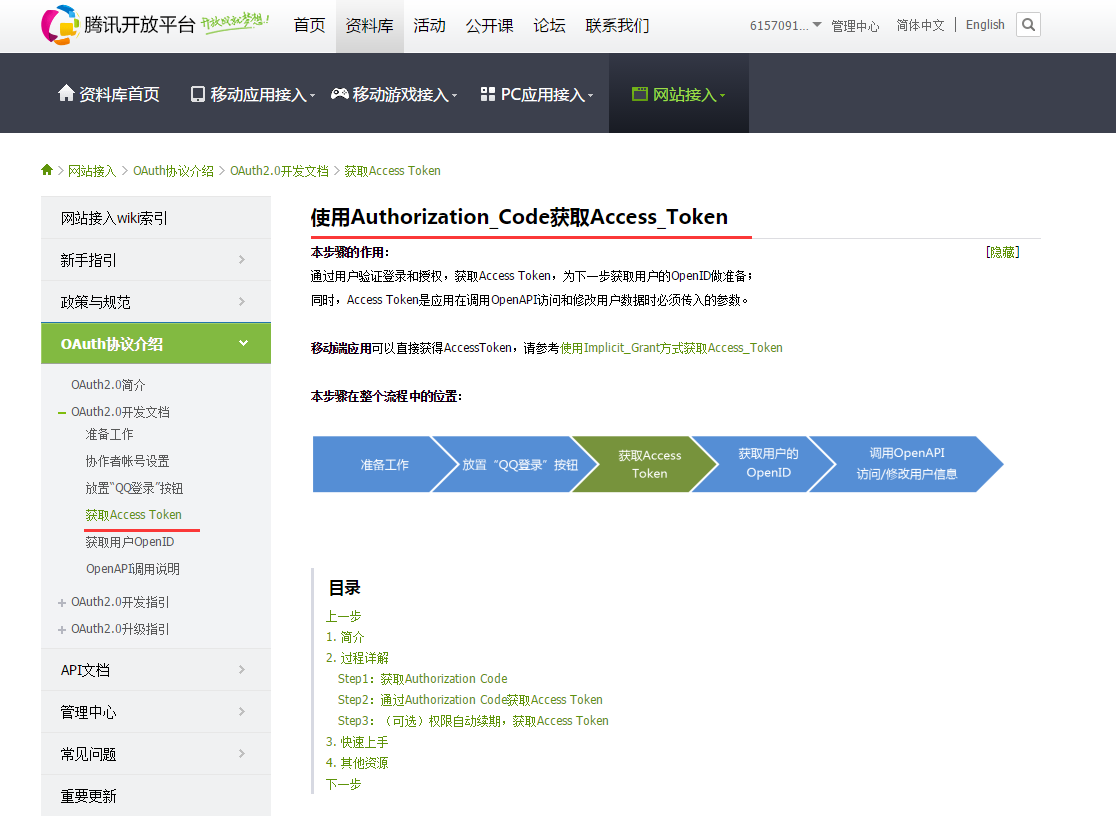 腾讯开放平台 开放成就梦想! 首页 资料库 活动 公开课 论坛 联系我们 6157091... 管理中心 简体中文 | English
资料库首页 移动应用接入 移动游戏接入 PC应用接入 网站接入
网站接入 > OAuth协议介绍 > OAuth2.0开发文档 > 获取Access Token
网站接入wiki索引
新手指引
政策与规范
OAuth协议介绍
OAuth2.0简介
OAuth2.0开发文档
准备工作
协作者帐号设置
放置"QQ登录"按钮
获取Access Token
获取用户OpenID
OpenAPI调用说明
OAuth2.0开发指引
OAuth2.0升级指引
API文档
管理中心
常见问题
重要更新
使用Authorization_Code获取Access_Token
本步骤的作用： [隐藏]
通过用户验证登录和授权，获取Access Token，为下一步获取用户的OpenID做准备；
同时，Access Token是应用在调用OpenAPI访问和修改用户数据时必须传入的参数。
移动端应用可以直接获得AccessToken，请参考使用Implicit_Grant方式获取Access_Token
本步骤在整个流程中的位置：
准备工作
放置“QQ登录”按钮
获取Access
Token
获取用户的
OpenID
调用OpenAPI
访问/修改用户信息
目录
上一步
1. 简介
2. 过程详解
Step1：获取Authorization Code
Step2：通过Authorization Code获取Access Token
Step3：（可选）权限自动续期，获取Access Token
3. 快速上手
4. 其他资源
下一步